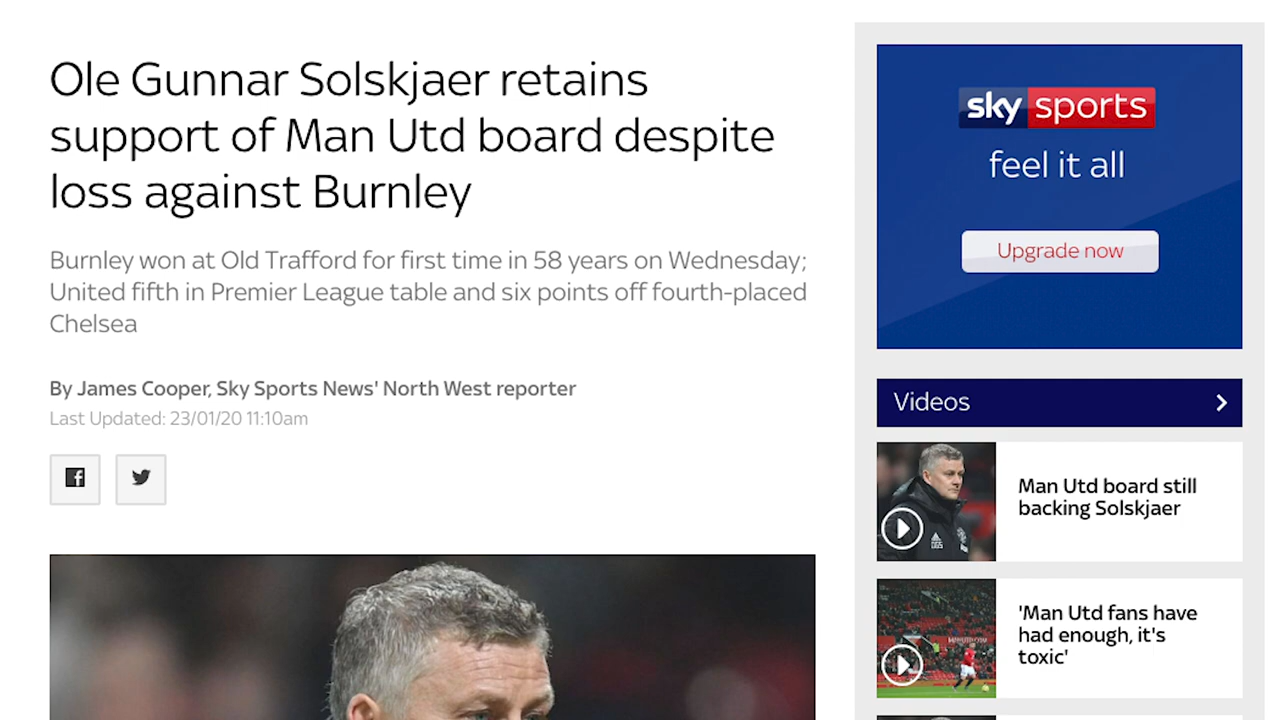 Ole Gunnar Solskjaer retains
support of Man Utd board despite
loss against Burnley
Burnley won at Old Trafford for first time in 58 years on Wednesday;
United fifth in Premier League table and six points off fourth-placed
Chelsea
By James Cooper, Sky Sports News' North West reporter
Last Updated: 23/01/20 11:10am
sky sports
feel it all
Upgrade now
Videos
Man Utd board still
backing Solskjaer
'Man Utd fans have
had enough, it's
toxic'